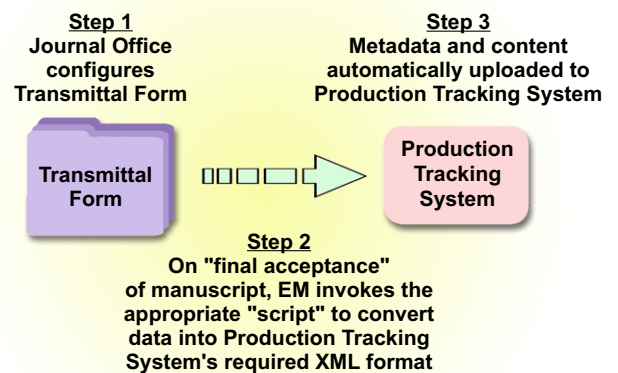 Step 1
Journal Office
configures
Transmittal Form
Step 3
Metadata and content
automatically uploaded to
Production Tracking System
Transmittal
Form
Production
Tracking
System
Step 2
On "final acceptance"
of manuscript, EM invokes the
appropriate "script" to convert
data into Production Tracking
System's required XML format